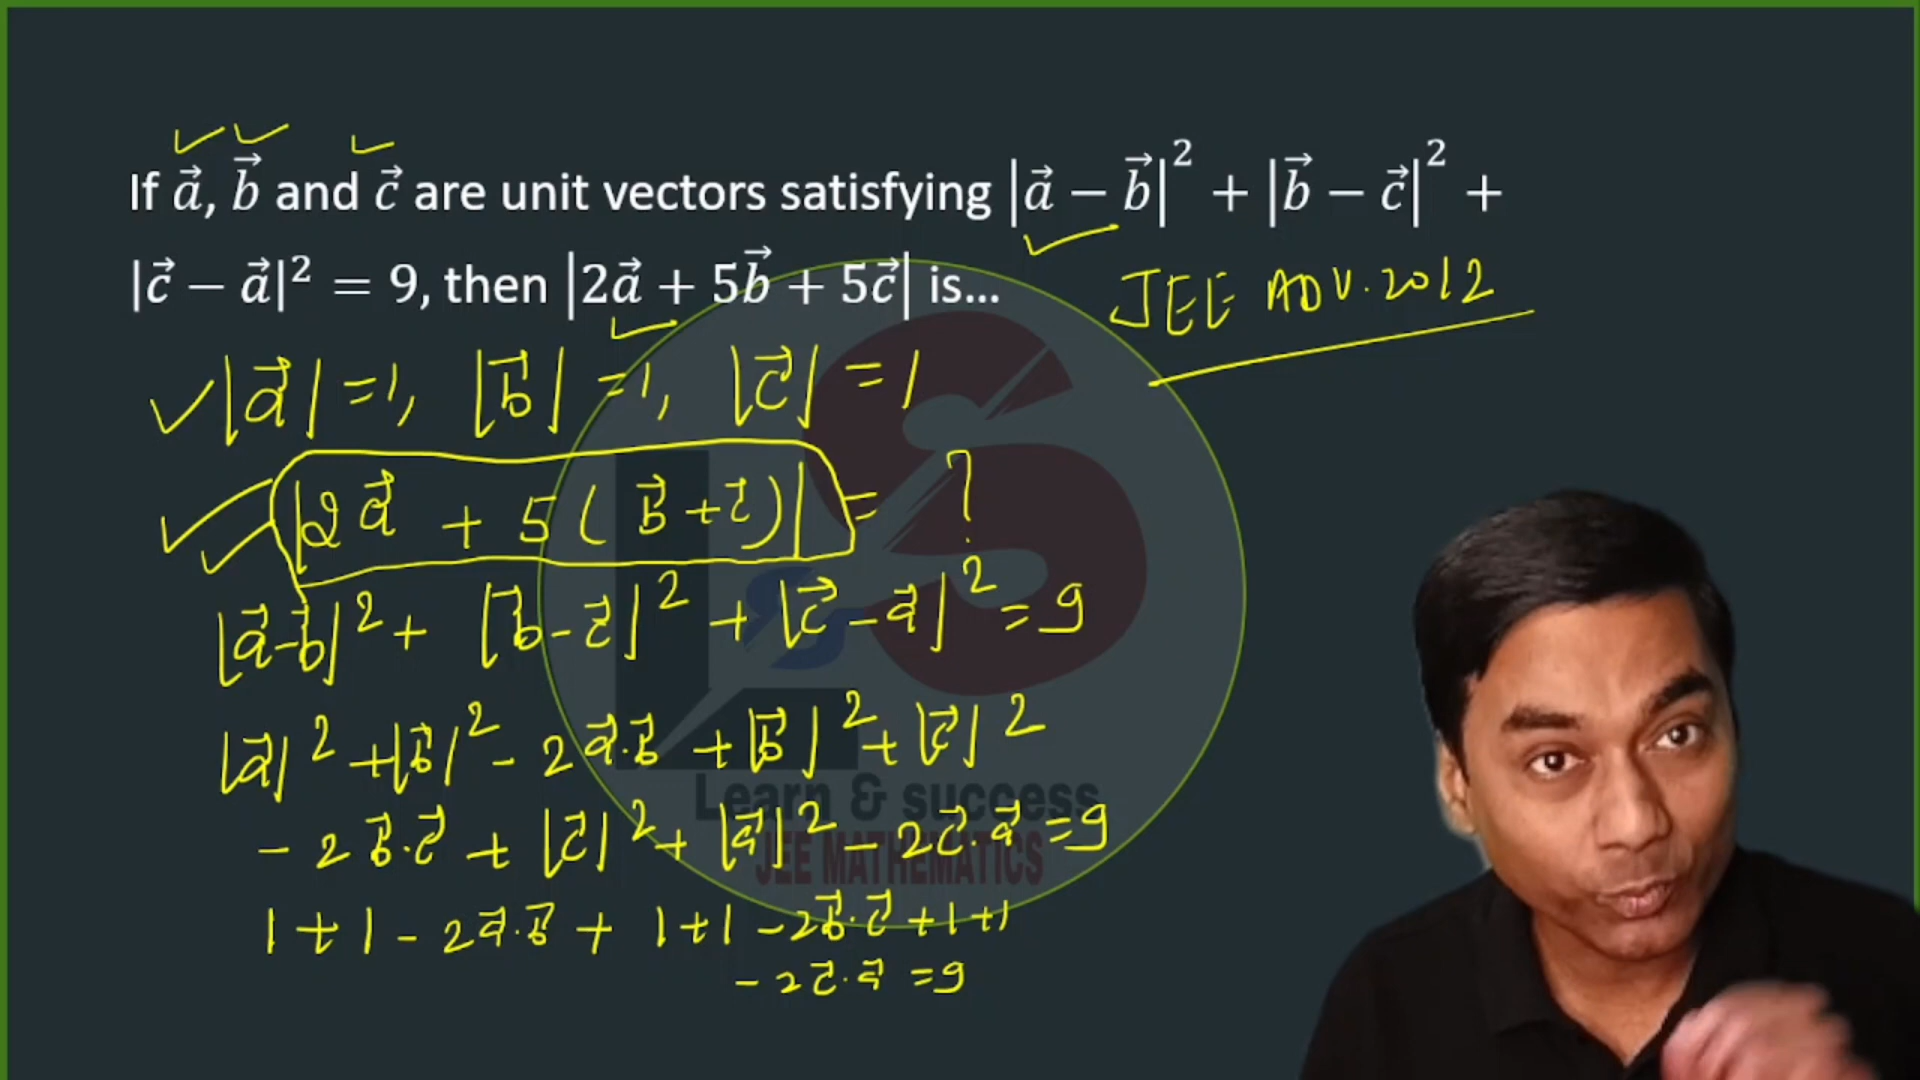 If a⃗, b⃗ and c⃗ are unit vectors satisfying |a⃗ − b⃗|² + |b⃗ − c⃗|² +
|c⃗ − a⃗|² = 9, then |2a⃗ + 5b⃗ + 5c⃗| is...
JEE ADV. 2012
|a⃗| = 1, |b⃗| = 1, |c⃗| = 1
|2a⃗ + 5(b⃗ + c⃗)| = ?
|a⃗ - b⃗|² + |b⃗ - c⃗|² + |c⃗ - a⃗|² = 9
|a⃗|² + |b⃗|² - 2a⃗.b⃗ + |b⃗|² + |c⃗|²
- 2b⃗.c⃗ + |c⃗|² + |a⃗|² - 2c⃗.a⃗ = 9
1 + 1 - 2a⃗.b⃗ + 1 + 1 - 2b⃗.c⃗ + 1 + 1
- 2c⃗.a⃗ = 9
LS
Learn & success
JEE MATHEMATICS